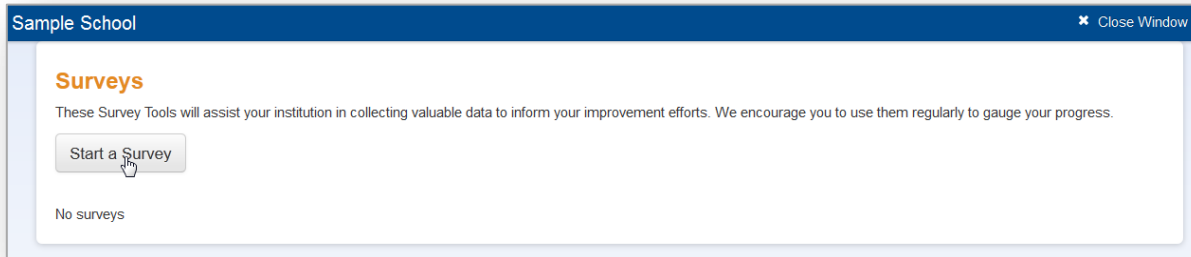 Sample School
✖ Close Window
Surveys
These Survey Tools will assist your institution in collecting valuable data to inform your improvement efforts. We encourage you to use them regularly to gauge your progress.
Start a Survey
No surveys